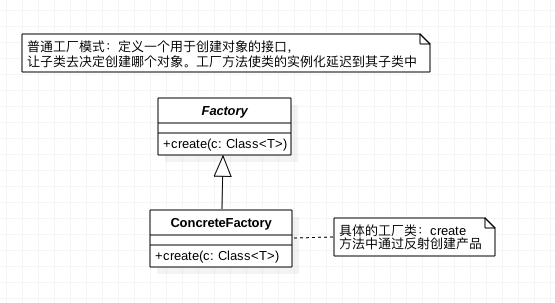 普通工厂模式：定义一个用于创建对象的接口，
让子类去决定创建哪个对象。工厂方法使类的实例化延迟到其子类中
Factory
+create(c: Class<T>)
ConcreteFactory
+create(c: Class<T>)
具体的工厂类：create
方法中通过反射创建产品